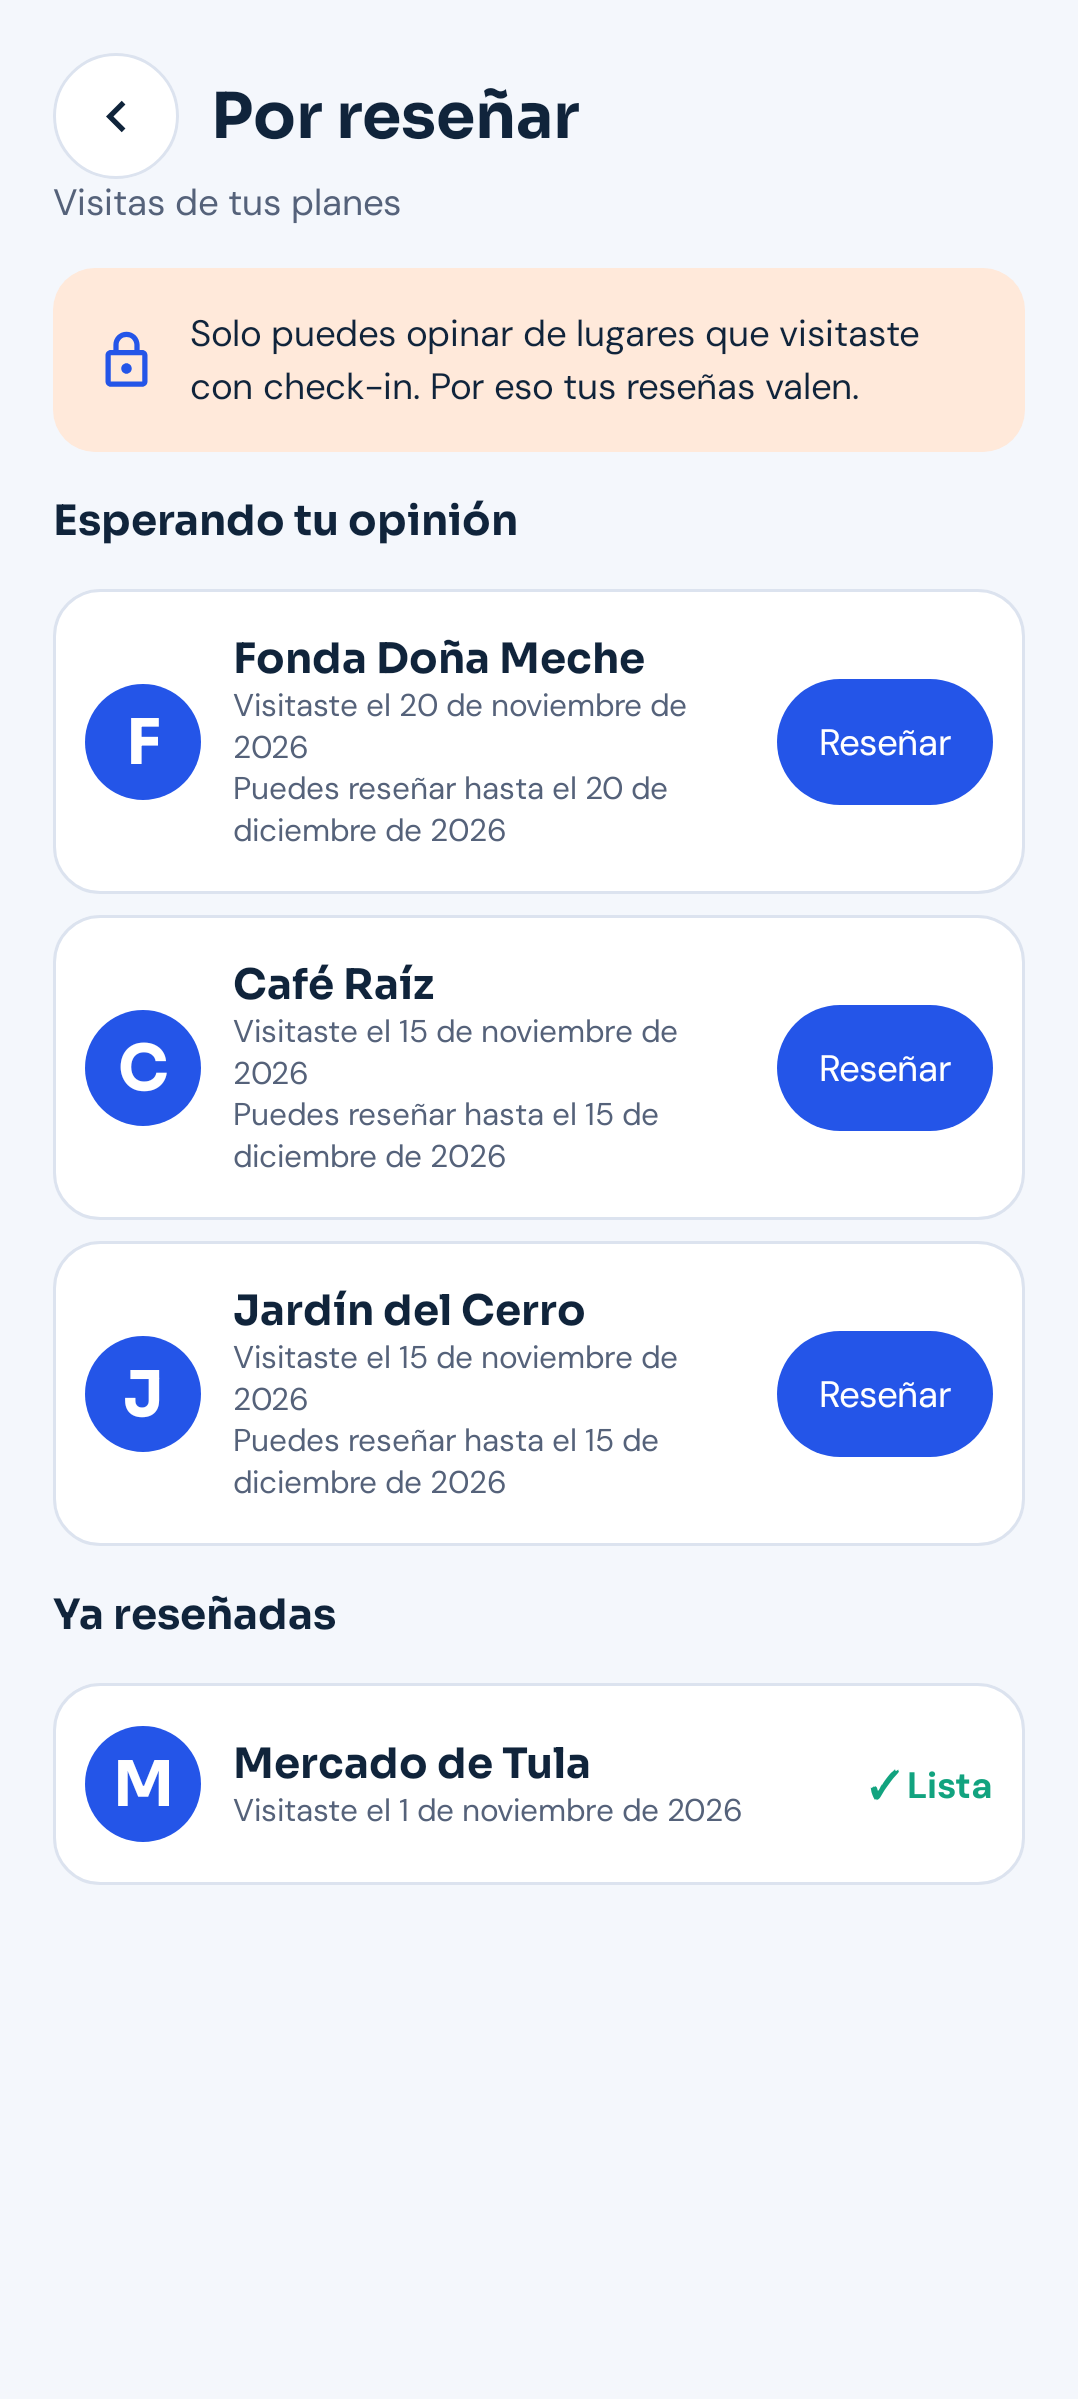 Por reseñar
Visitas de tus planes
Solo puedes opinar de lugares que visitaste
con check-in. Por eso tus reseñas valen.
Esperando tu opinión
F
Fonda Doña Meche
Visitaste el 20 de noviembre de
2026
Puedes reseñar hasta el 20 de
diciembre de 2026
Reseñar
C
Café Raíz
Visitaste el 15 de noviembre de
2026
Puedes reseñar hasta el 15 de
diciembre de 2026
Reseñar
J
Jardín del Cerro
Visitaste el 15 de noviembre de
2026
Puedes reseñar hasta el 15 de
diciembre de 2026
Reseñar
Ya reseñadas
M
Mercado de Tula
Visitaste el 1 de noviembre de 2026
✓ Lista